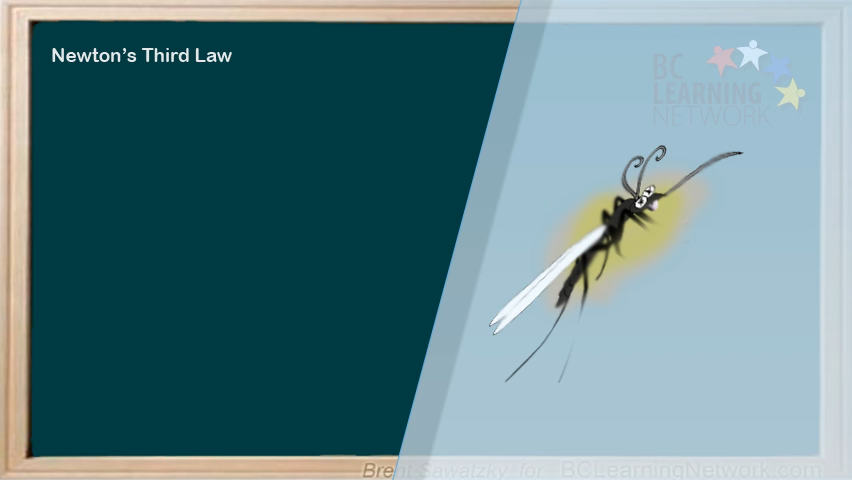 Newton's Third Law
BC
LEARNING
NETWORK
Brent Sawatzky for BCLearningNetwork.com